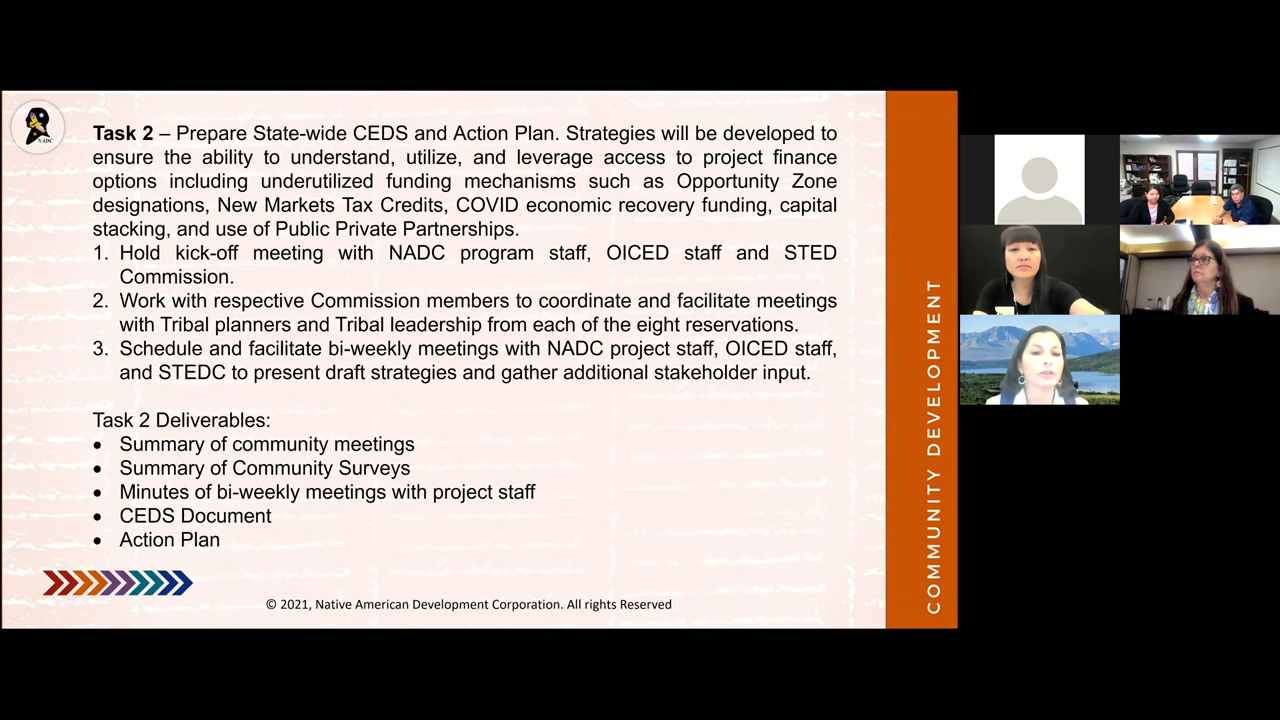 NADC
Task 2 – Prepare State-wide CEDS and Action Plan. Strategies will be developed to
ensure the ability to understand, utilize, and leverage access to project finance
options including underutilized funding mechanisms such as Opportunity Zone
designations, New Markets Tax Credits, COVID economic recovery funding, capital
stacking, and use of Public Private Partnerships.
1. Hold kick-off meeting with NADC program staff, OICED staff and STED
Commission.
2. Work with respective Commission members to coordinate and facilitate meetings
with Tribal planners and Tribal leadership from each of the eight reservations.
3. Schedule and facilitate bi-weekly meetings with NADC project staff, OICED staff,
and STEDC to present draft strategies and gather additional stakeholder input.
Task 2 Deliverables:
• Summary of community meetings
• Summary of Community Surveys
• Minutes of bi-weekly meetings with project staff
• CEDS Document
• Action Plan
© 2021, Native American Development Corporation. All rights Reserved
COMMUNITY DEVELOPMENT